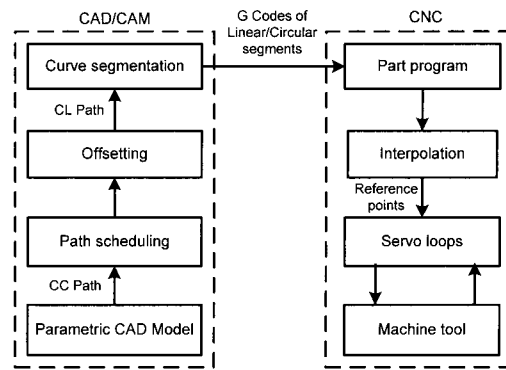 CAD/CAM
G Codes of
Linear/Circular
segments
CNC
Curve segmentation
Part program
CL Path
Offsetting
Interpolation
Reference
points
Path scheduling
Servo loops
CC Path
Parametric CAD Model
Machine tool